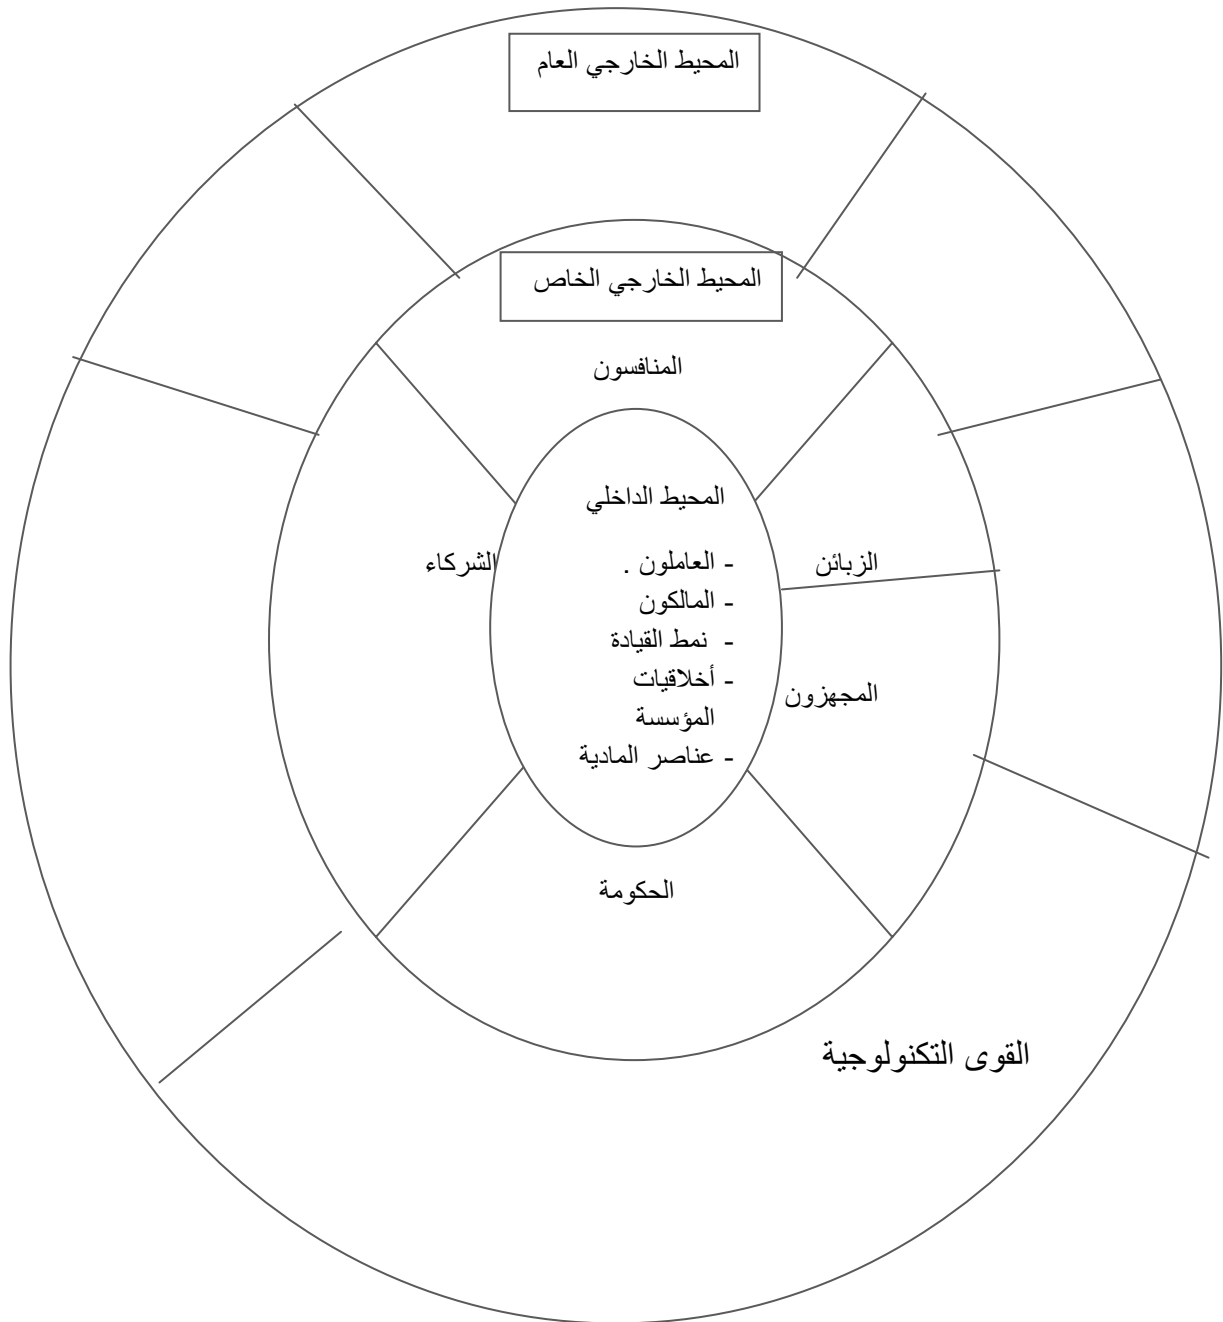 المحيط الخارجي العام
المحيط الخارجي الخاص
المنافسون
المحيط الداخلي
الزبائن
الشركاء
- العاملون .
- المالكون
- نمط القيادة
- أخلاقيات
المؤسسة
- عناصر المادية
المجهزون
الحكومة
القوى التكنولوجية